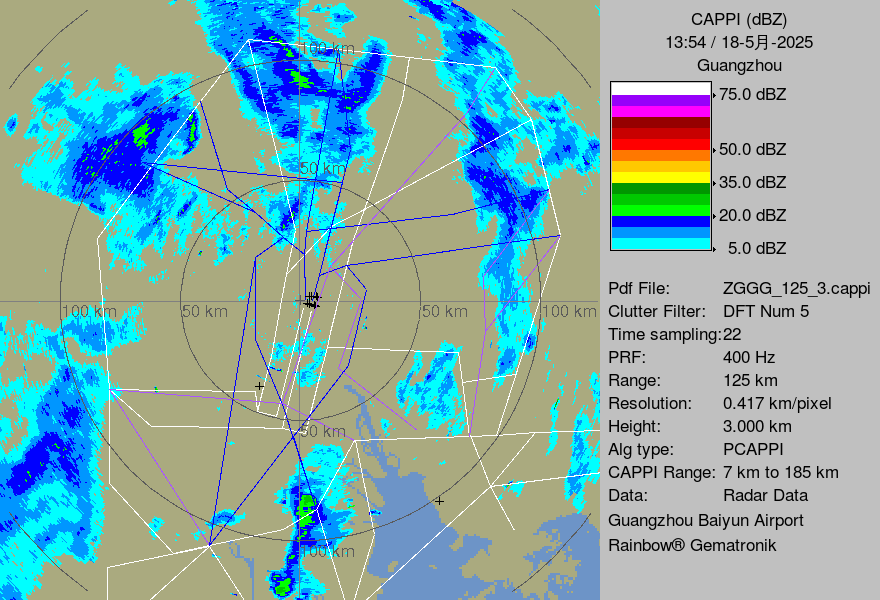 CAPPI (dBZ)
13:54 / 18-5月-2025
Guangzhou
75.0 dBZ
50.0 dBZ
35.0 dBZ
20.0 dBZ
5.0 dBZ
Pdf File: ZGGG_125_3.cappi
Clutter Filter: DFT Num 5
Time sampling:22
PRF: 400 Hz
Range: 125 km
Resolution: 0.417 km/pixel
Height: 3.000 km
Alg type: PCAPPI
CAPPI Range: 7 km to 185 km
Data: Radar Data
Guangzhou Baiyun Airport
Rainbow® Gematronik
100 km
50 km
100 km 50 km 50 km 100 km
50 km
100 km